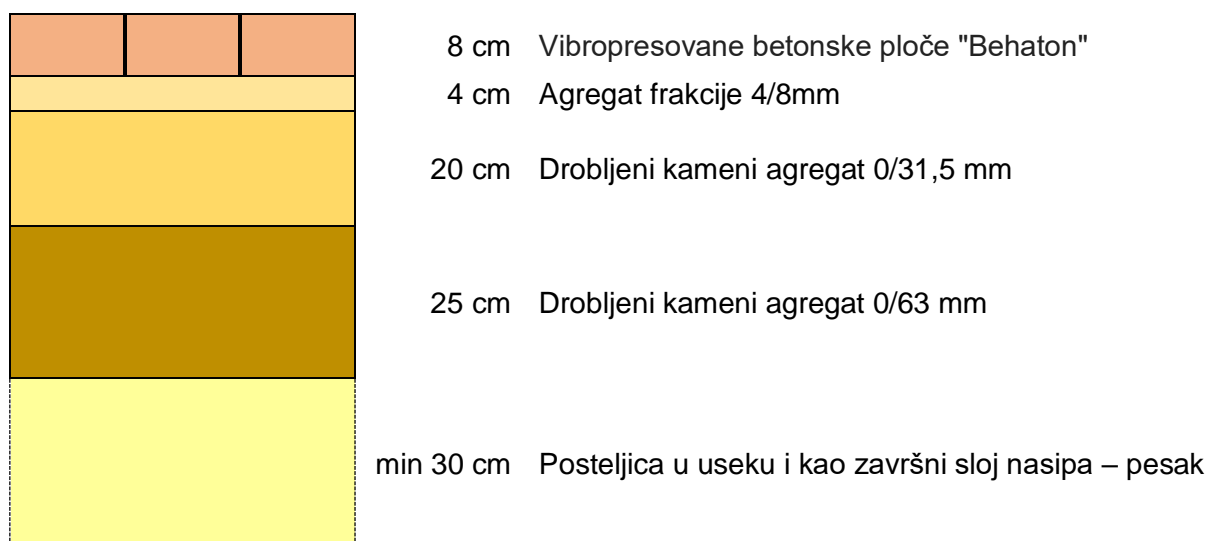 8 cm Vibropresovane betonske ploče "Behaton"
4 cm Agregat frakcije 4/8mm
20 cm Drobljeni kameni agregat 0/31,5 mm
25 cm Drobljeni kameni agregat 0/63 mm
min 30 cm Posteljica u useku i kao završni sloj nasipa – pesak